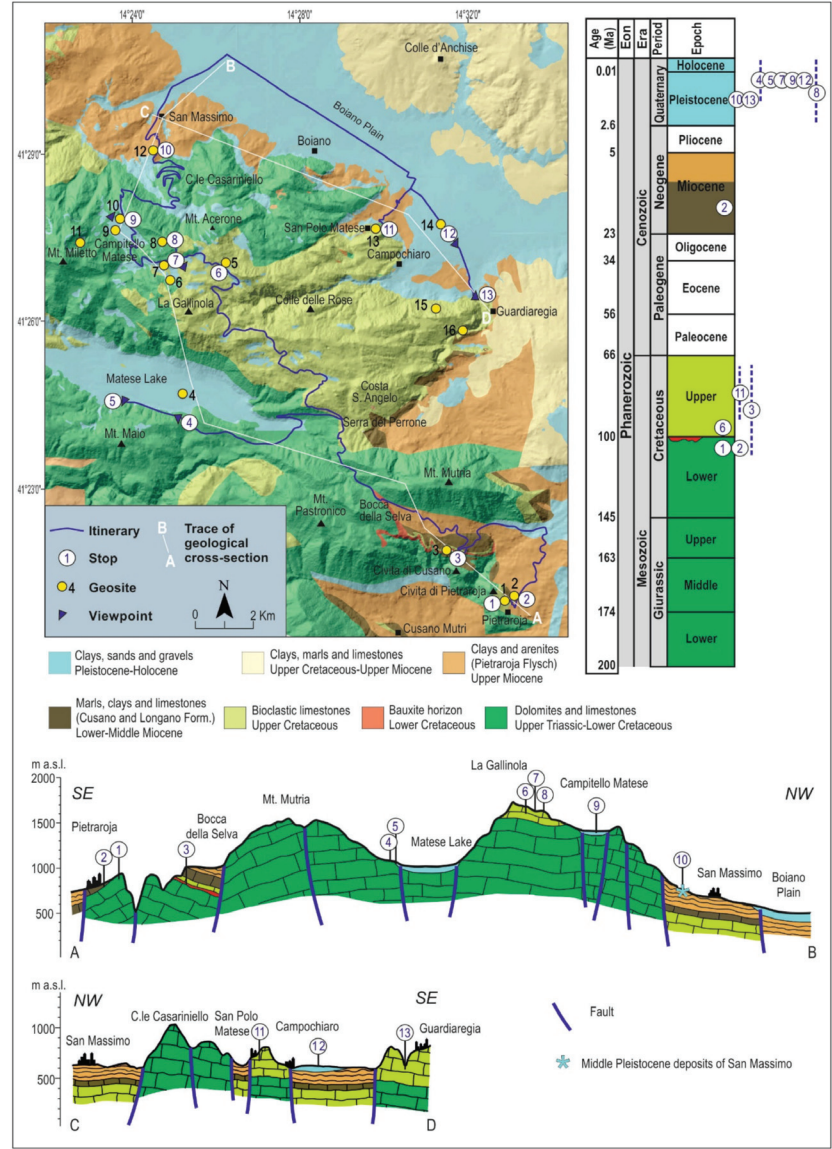 14°24'0
14°28'0
14°32'0
41°29'0
41°26'0
41°23'0
Colle d'Anchise
B
C
San Massimo
Boiano Plain
Boiano
12
10
C.le Casarniello
10
9
9
11
Campitello
Matese
Mt. Miletto
Mt. Acerone
8
8
7
7
6
6
5
San Polo
Matese
11
13
14
12
Campochiaro
13
D
Guardiaregia
La Gallinola
Colle delle Rose
15
16
Matese Lake
5
4
4
Costa
S. Angelo
Serra del Perrone
Mt. Maio
Mt. Mutria
Mt.
Pastronico
Bocca
della Selva
3
3
Civita di Cusano
Civita di Pietraroja
1
1
2
2
A
Pietraroja
Cusano Mutri
Itinerary
1
Stop
4
Geosite
Viewpoint
B
A
Trace of
geological
cross-section
N
0
2 Km
Age
(Ma)
Eon
Era
Period
Epoch
0.01
2.6
5
23
34
56
66
100
145
163
174
200
Phanerozoic
Cenozoic
Mesozoic
Quaternary
Neogene
Paleogene
Cretaceous
Giurassic
Holocene
Pleistocene
Pliocene
Miocene
Oligocene
Eocene
Paleocene
Upper
Lower
Upper
Middle
Lower
4
5
7
9
12
8
10
13
2
11
3
6
1
2
Clays, sands and gravels
Pleistocene-Holocene
Clays, marls and limestones
Upper Cretaceous-Upper Miocene
Clays and arenites
(Pietraroja Flysch)
Upper Miocene
Marls, clays and limestones
(Cusano and Longano Form.)
Lower-Middle Miocene
Bioclastic limestones
Upper Cretaceous
Bauxite horizon
Lower Cretaceous
Dolomites and limestones
Upper Triassic-Lower Cretaceous
m a.s.l.
2000
1500
1000
500
SE
NW
Pietraroja
2
1
Bocca
della Selva
3
Mt. Mutria
4
5
Matese Lake
La Gallinola
6
7
8
Campitello Matese
9
10
San Massimo
Boiano
Plain
A
B
m a.s.l.
1000
500
NW
SE
San Massimo
C.le Casariniello
San Polo
Matese
11
Campochiaro
12
13
Guardiaregia
C
D
Fault
Middle Pleistocene deposits of San Massimo